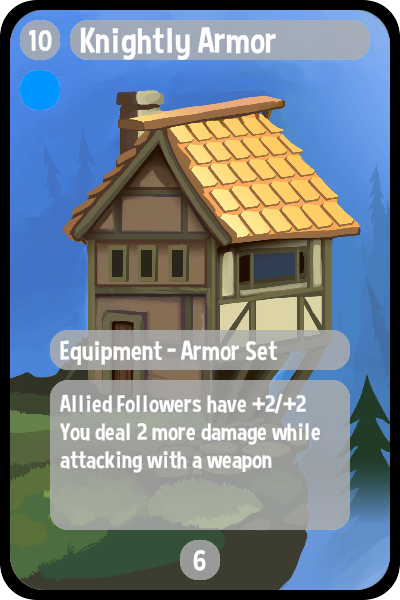 10 Knightly Armor
Equipment - Armor Set
Allied Followers have +2/+2
You deal 2 more damage while
attacking with a weapon
6